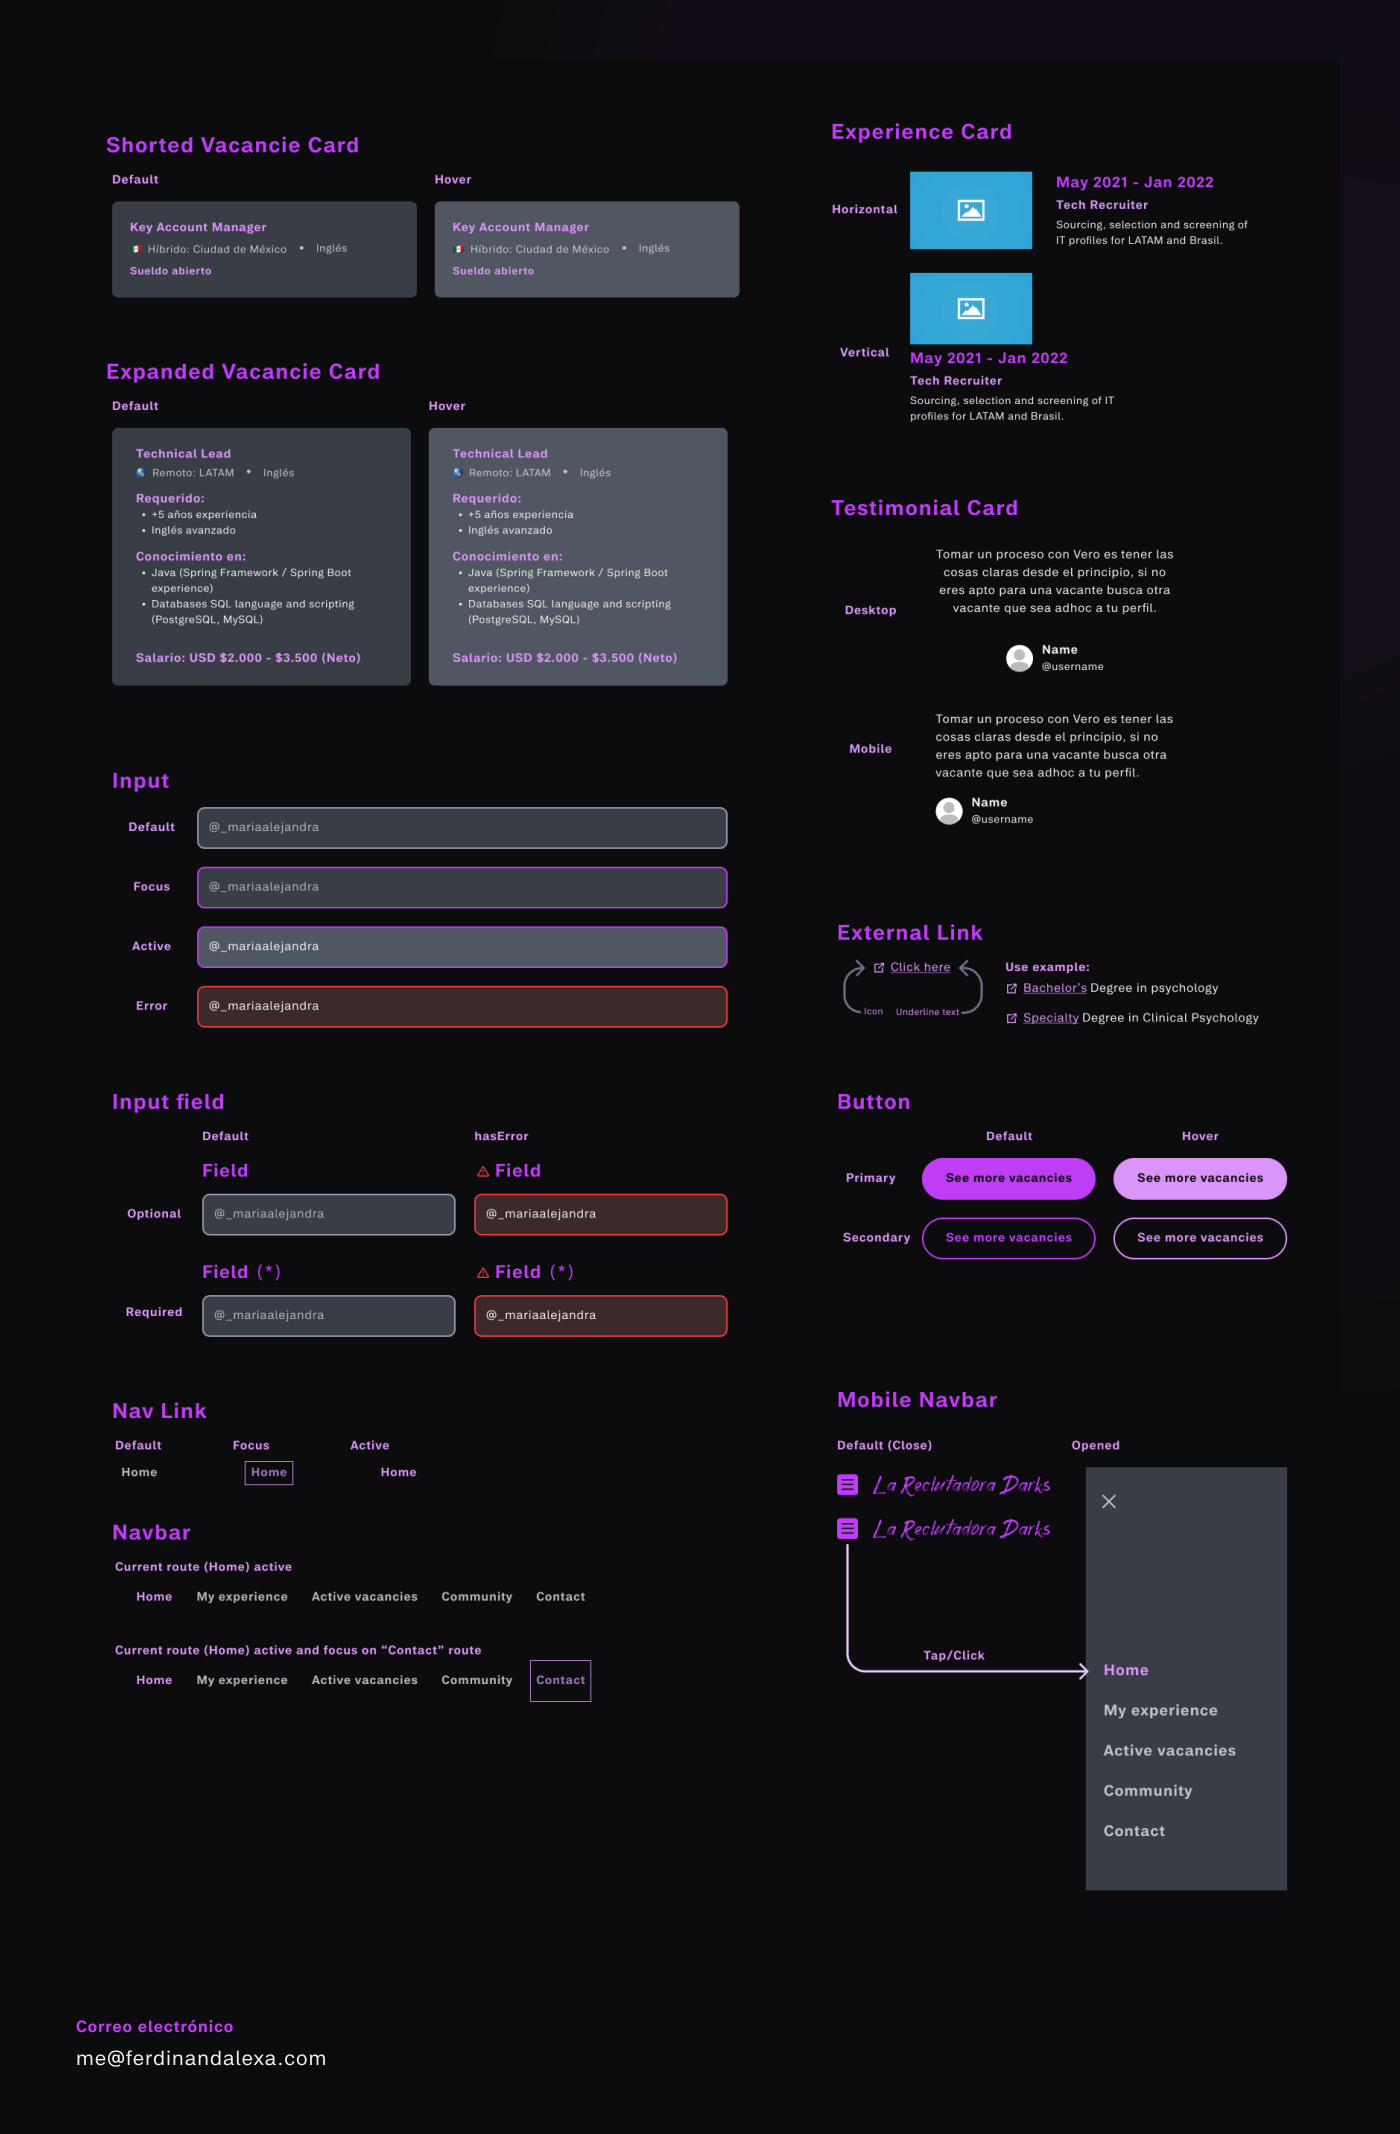 Shorted Vacancie Card
Default
Hover
Key Account Manager
Híbrido: Ciudad de México • Inglés
Sueldo abierto
Key Account Manager
Híbrido: Ciudad de México • Inglés
Sueldo abierto
Expanded Vacancie Card
Default
Hover
Technical Lead
Remoto: LATAM • Inglés
Requerido:
• +5 años experiencia
• Inglés avanzado
Conocimiento en:
• Java (Spring Framework / Spring Boot
experience)
• Databases SQL language and scripting
(PostgreSQL, MySQL)
Salario: USD $2.000 - $3.500 (Neto)
Technical Lead
Remoto: LATAM • Inglés
Requerido:
• +5 años experiencia
• Inglés avanzado
Conocimiento en:
• Java (Spring Framework / Spring Boot
experience)
• Databases SQL language and scripting
(PostgreSQL, MySQL)
Salario: USD $2.000 - $3.500 (Neto)
Input
Default
@_mariaalejandra
Focus
@_mariaalejandra
Active
@_mariaalejandra
Error
@_mariaalejandra
Input field
Default
hasError
Field
Field
Optional
@_mariaalejandra
@_mariaalejandra
Field (*)
Field (*)
Required
@_mariaalejandra
@_mariaalejandra
Nav Link
Default
Focus
Active
Home
Home
Home
Navbar
Current route (Home) active
Home My experience Active vacancies Community Contact
Current route (Home) active and focus on “Contact” route
Home My experience Active vacancies Community Contact
Experience Card
Horizontal
May 2021 - Jan 2022
Tech Recruiter
Sourcing, selection and screening of
IT profiles for LATAM and Brasil.
Vertical
May 2021 - Jan 2022
Tech Recruiter
Sourcing, selection and screening of IT
profiles for LATAM and Brasil.
Testimonial Card
Desktop
Tomar un proceso con Vero es tener las
cosas claras desde el principio, si no
eres apto para una vacante busca otra
vacante que sea adhoc a tu perfil.
Name
@username
Mobile
Tomar un proceso con Vero es tener las
cosas claras desde el principio, si no
eres apto para una vacante busca otra
vacante que sea adhoc a tu perfil.
Name
@username
External Link
Click here
Icon
Underline text
Use example:
Bachelor's Degree in psychology
Specialty Degree in Clinical Psychology
Button
Default
Hover
Primary
See more vacancies
See more vacancies
Secondary
See more vacancies
See more vacancies
Mobile Navbar
Default (Close)
Opened
La Reclutadora Darks
La Reclutadora Darks
Tap/Click
Home
My experience
Active vacancies
Community
Contact
Correo electrónico
me@ferdinandalexa.com